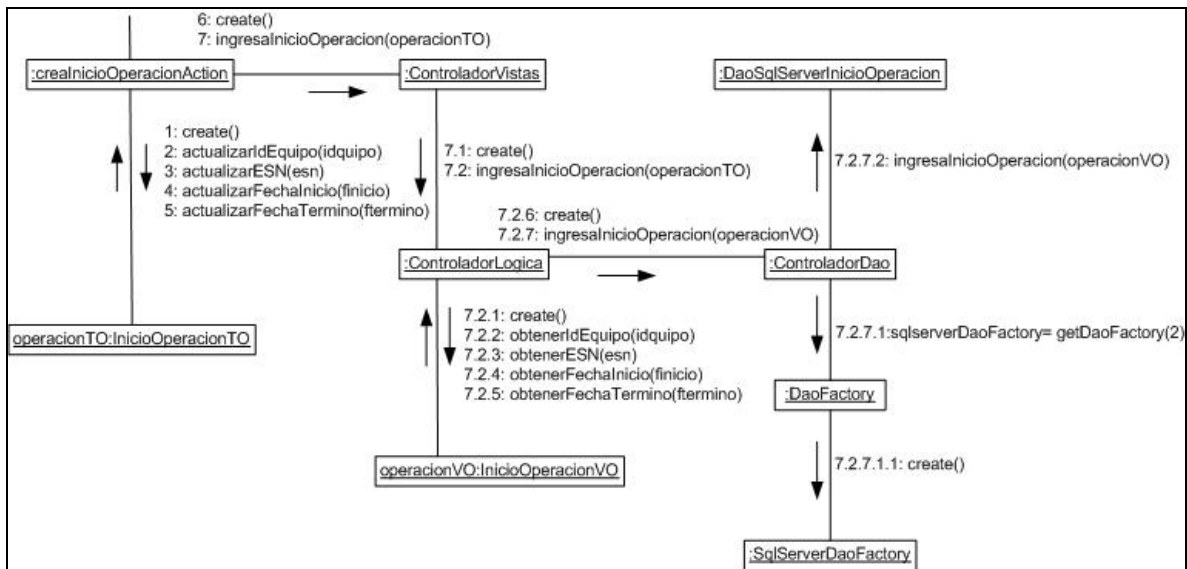 6: create()
7: ingresaInicioOperacion(operacionTO)
:creaInicioOperacionAction
:ControladorVistas
:DaoSqlServerInicioOperacion
1: create()
2: actualizarIdEquipo(idquipo)
3: actualizarESN(esn)
4: actualizarFechaInicio(finicio)
5: actualizarFechaTermino(ftermino)
7.1: create()
7.2: ingresaInicioOperacion(operacionTO)
7.2.7.2: ingresaInicioOperacion(operacionVO)
7.2.6: create()
7.2.7: ingresaInicioOperacion(operacionVO)
:ControladorLogica
:ControladorDao
operacionTO:InicioOperacionTO
7.2.1: create()
7.2.2: obtenerIdEquipo(idquipo)
7.2.3: obtenerESN(esn)
7.2.4: obtenerFechaInicio(finicio)
7.2.5: obtenerFechaTermino(ftermino)
7.2.7.1:sqlserverDaoFactory= getDaoFactory(2)
:DaoFactory
operacionVO:InicioOperacionVO
7.2.7.1.1: create()
:SqlServerDaoFactory